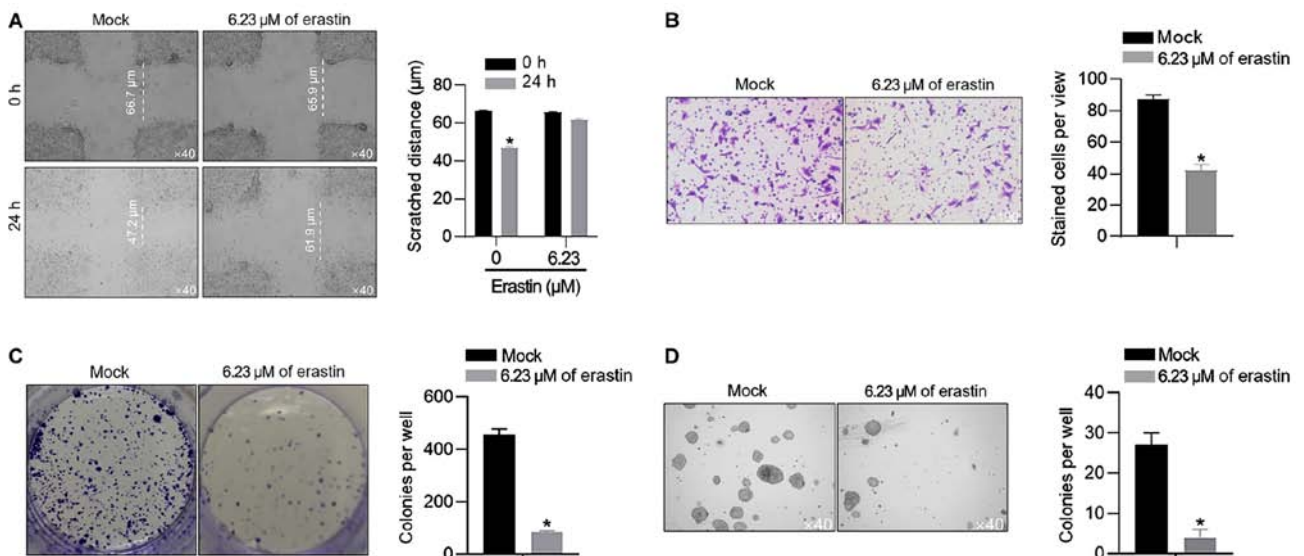 A
Mock
6.23 µM of erastin
0 h
66.7 µm
×40
65.9 µm
×40
24 h
47.2 µm
×40
61.9 µm
×40
0 h
24 h
Scratched distance (µm)
80
60
40
20
0
*
0
6.23
Erastin (µM)
B
Mock
6.23 µM of erastin
Mock
6.23 µM of erastin
Stained cells per view
100
80
60
40
20
0
*
C
Mock
6.23 µM of erastin
Mock
6.23 µM of erastin
Colonies per well
600
400
200
0
*
D
Mock
6.23 µM of erastin
×40
×40
Mock
6.23 µM of erastin
Colonies per well
40
30
20
10
0
*